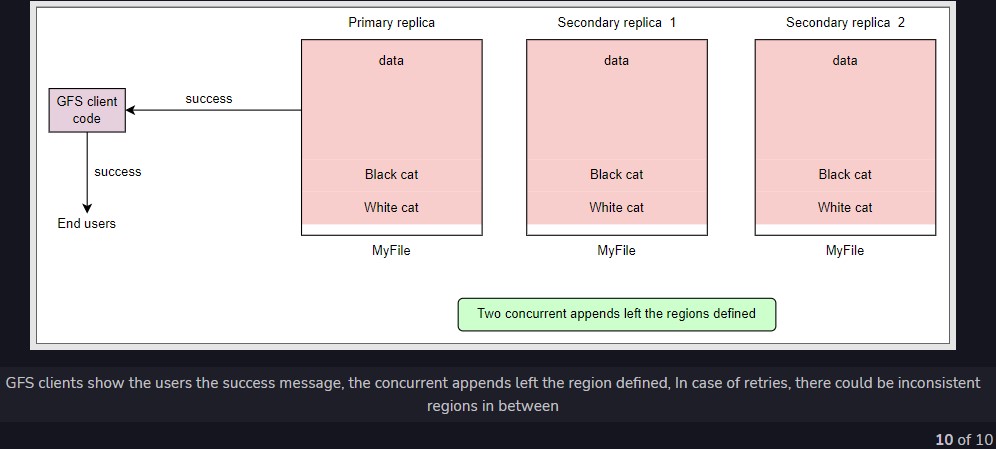 Primary replica
Secondary replica 1
Secondary replica 2
data
data
data
GFS client
code
success
success
End users
Black cat
Black cat
Black cat
White cat
White cat
White cat
MyFile
MyFile
MyFile
Two concurrent appends left the regions defined
GFS clients show the users the success message, the concurrent appends left the region defined, In case of retries, there could be inconsistent
regions in between
10 of 10